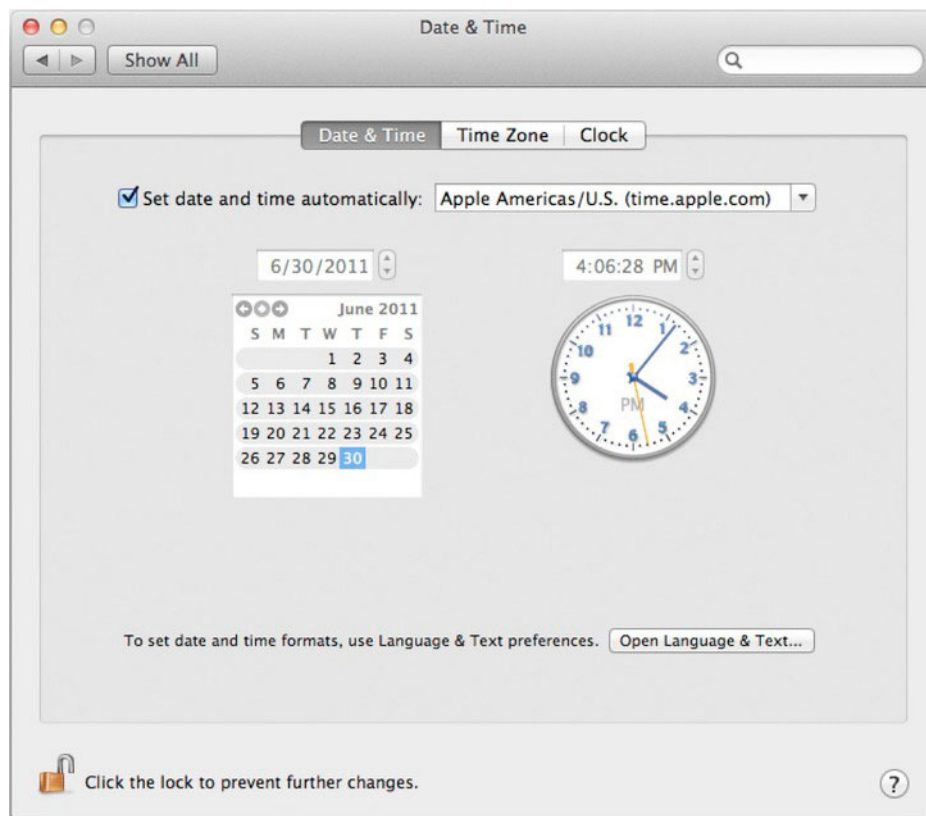 Date & Time
Show All
Date & Time Time Zone Clock
Set date and time automatically: Apple Americas/U.S. (time.apple.com)
6/30/2011 4:06:28 PM
June 2011
S M T W T F S
1 2 3 4
5 6 7 8 9 10 11
12 13 14 15 16 17 18
19 20 21 22 23 24 25
26 27 28 29 30
12 1 2 3 4 5 6 7 8 9 10 11
PM
To set date and time formats, use Language & Text preferences. Open Language & Text...
Click the lock to prevent further changes. ?